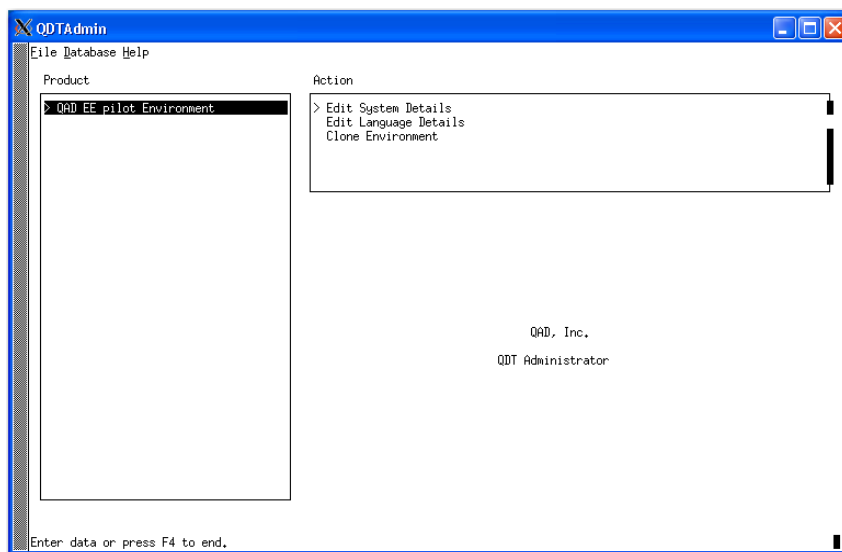 QDTAdmin
File Database Help
Product
Action
> QAD EE pilot Environment
> Edit System Details
Edit Language Details
Clone Environment
QAD, Inc.
QDT Administrator
Enter data or press F4 to end.